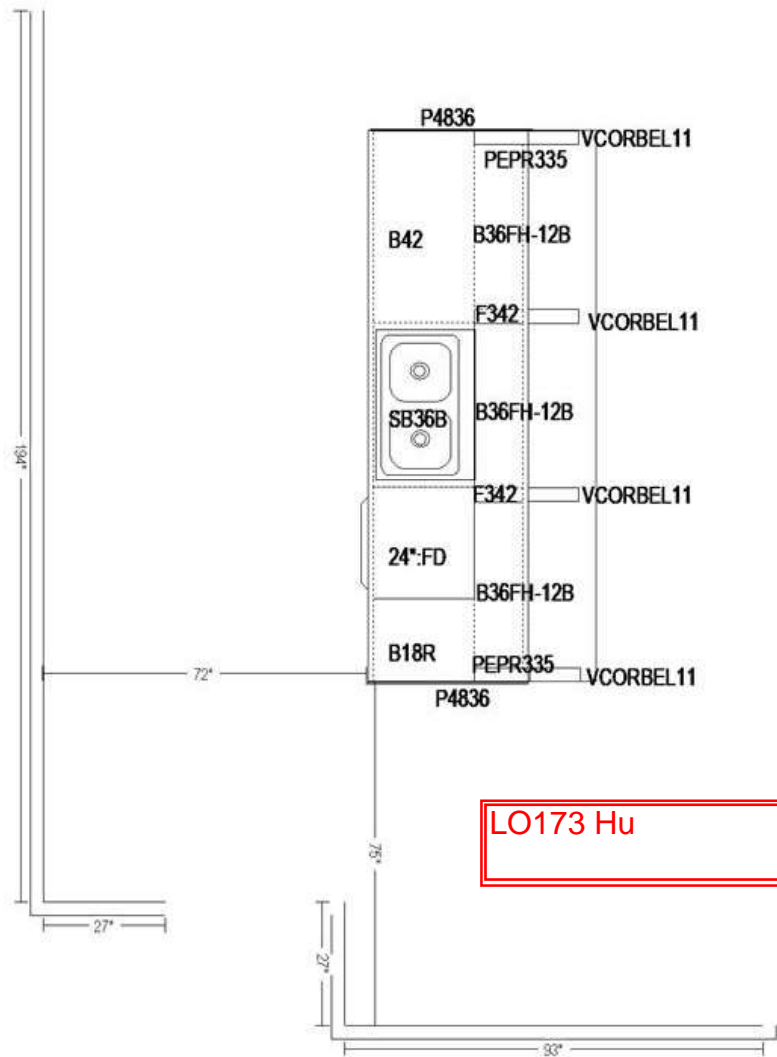 P4836
VCORBEL11
PEPR335
B42
B36FH-12B
F342
VCORBEL11
SB36B
B36FH-12B
194"
F342
VCORBEL11
24":FD
B36FH-12B
B18R
PEPR335
72"
VCORBEL11
P4836
LO173 Hu
75"
27"
27"
93"